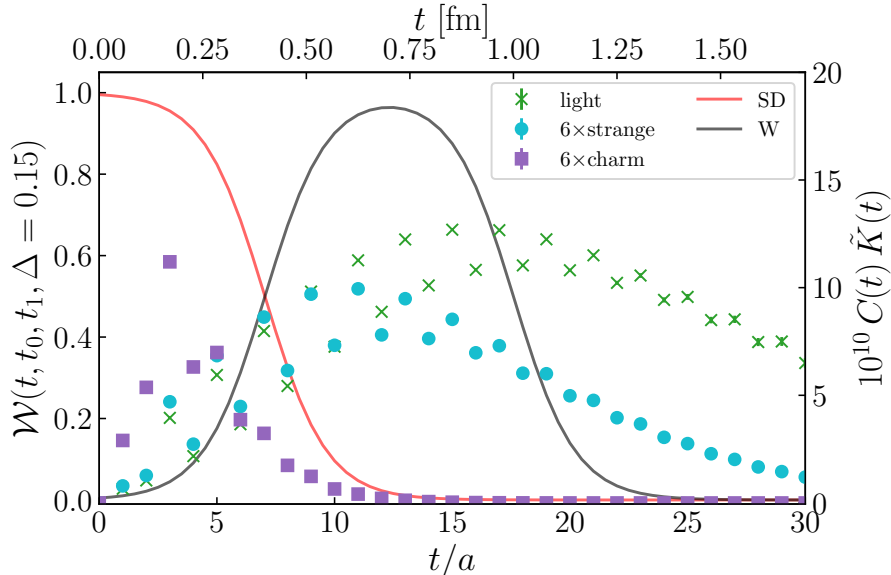 t [fm]
0.00 0.25 0.50 0.75 1.00 1.25 1.50
W(t, t₀, t₁, Δ = 0.15)
1.0
0.8
0.6
0.4
0.2
0.0
light
6×strange
6×charm
SD
W
20
15
10
5
0
10¹⁰ C(t) K̃(t)
0 5 10 15 20 25 30
t/a